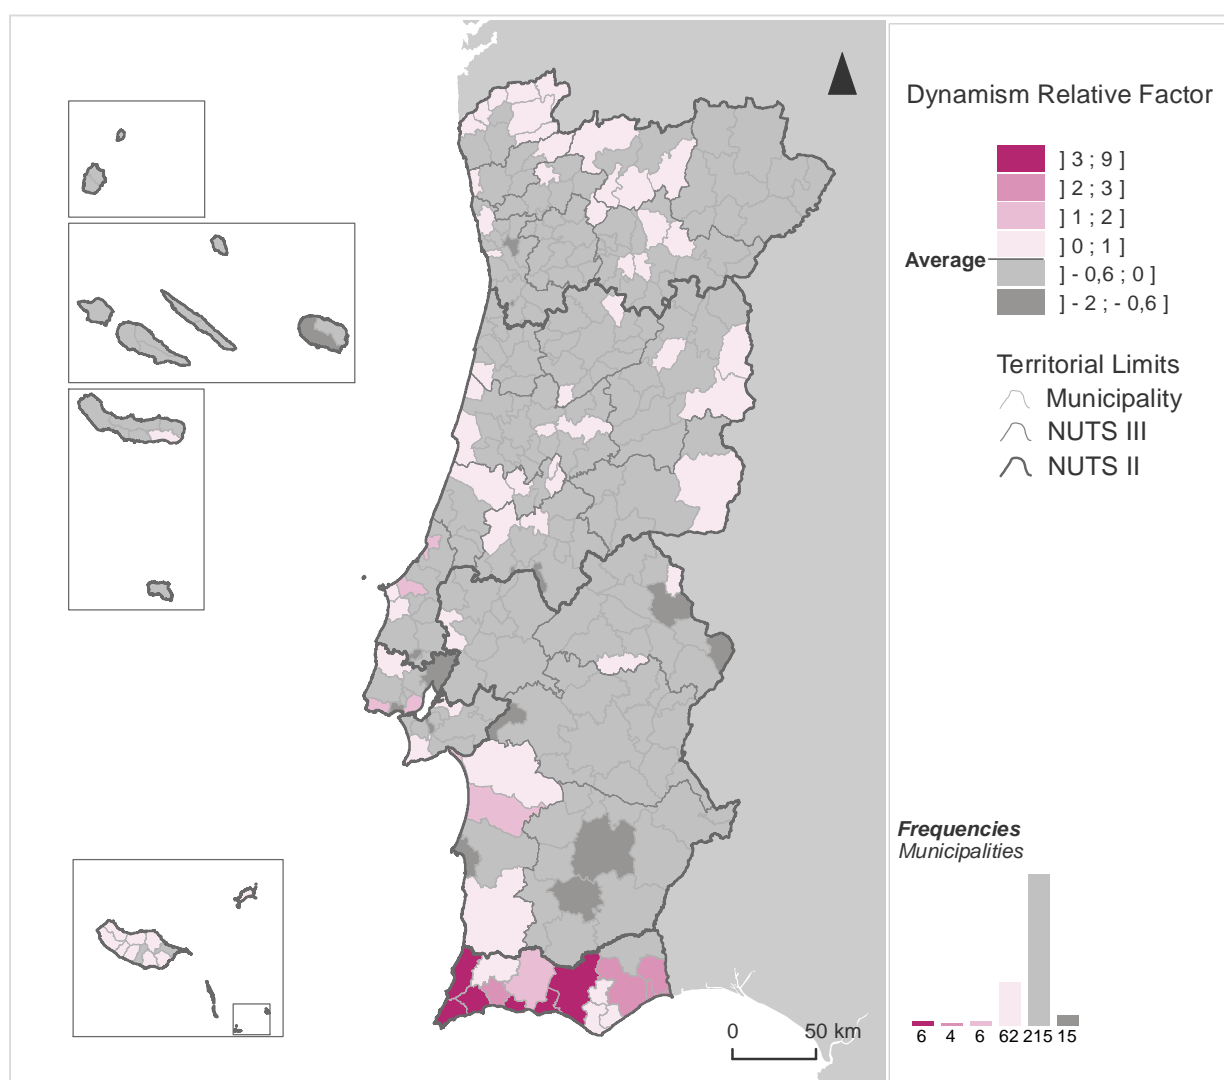 Dynamism Relative Factor
] 3 ; 9 ]
] 2 ; 3 ]
] 1 ; 2 ]
] 0 ; 1 ]
Average
] - 0,6 ; 0 ]
] - 2 ; - 0,6 ]
Territorial Limits
Municipality
NUTS III
NUTS II
Frequencies
Municipalities
6 4 6 62 215 15
0 50 km